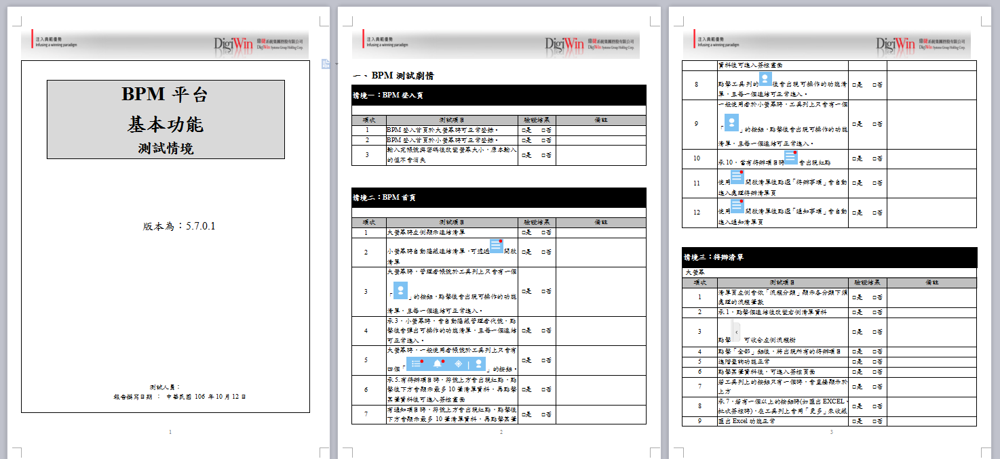 注入典範優勢
Infusing a winning paradigm
DigiWin 鼎捷系統集團控股有限公司
DigiWin Systems Group Holding Corp.
BPM 平台
基本功能
測試情境
版本為：5.7.0.1
測試人員：
報告撰寫日期 ： 中華民國 106 年 10 月 12 日
1
注入典範優勢
Infusing a winning paradigm
DigiWin 鼎捷系統集團控股有限公司
DigiWin Systems Group Holding Corp.
一、BPM 測試劇情
情境一：BPM 登入頁
項次 測試項目 驗證結果 備註
1 BPM 登入首頁於大螢幕時可正常登錄。 □是 □否
2 BPM 登入首頁於小螢幕時可正常登錄。 □是 □否
3 輸入完帳號與密碼後改變螢幕大小，原本輸入 □是 □否
的值不會消失
情境二：BPM 首頁
項次 測試項目 驗證結果 備註
1 大螢幕時左側顯示連結清單 □是 □否
2 小螢幕時自動隱藏連結清單，可透過 開啟 □是 □否
清單
3 大螢幕時，管理者帳號於工具列上只會有一個 □是 □否
「 」的按鈕，點擊後會出現可操作的功能
清單，且每一個連結可正常進入。
4 承 3，小螢幕時，會自動隱藏管理者代號，點 □是 □否
擊後會彈出可操作的功能清單，且每一個連結
可正常進入。
5 大螢幕時，一般使用者帳號於工具列上只會有 □是 □否
四個「 」的按鈕。
6 承 5.有待辦項目時，符號上方會出現紅點，點 □是 □否
擊後下方會顯示最多 10 筆清單資料，再點擊
某筆資料後可進入簽核畫面
7 有通知項目時，符號上方會出現紅點，點擊後 □是 □否
下方會顯示最多 10 筆清單資料，再點擊某筆
2
注入典範優勢
Infusing a winning paradigm
DigiWin 鼎捷系統集團控股有限公司
DigiWin Systems Group Holding Corp.
資料後可進入簽核畫面
8 點擊工具列的 後會出現可操作的功能清 □是 □否
單，且每一個連結可正常進入。
9 一般使用者於小螢幕時，工具列上只會有一個 □是 □否
「 」的按鈕，點擊後會出現可操作的功能
清單，且每一個連結可正常進入。
10 承 10，當有待辦項目時 會出現紅點 □是 □否
11 使用 開啟清單後點選「待辦事項」會自動 □是 □否
進入處理待辦清單頁
12 使用 開啟清單後點選「通知事項」會自動 □是 □否
進入通知清單頁
情境三：待辦清單
大螢幕
項次 測試項目 驗證結果 備註
1 清單頁左側會依「流程分類」顯示各分類下須 □是 □否
處理的流程筆數
2 承 1，點擊個連結後改變右側清單資料 □是 □否
3 點擊 可收合左側流程樹 □是 □否
4 點擊「全部」鈕後，將出現所有的待辦項目 □是 □否
5 進階查詢功能正常 □是 □否
6 點擊某筆資料後，可進入簽核頁面 □是 □否
7 若工具列上的按鈕只有一個時，會直接顯示於 □是 □否
上方
8 承 7，若有一個以上的按鈕時(如匯出 EXCEL、 □是 □否
批次簽核時)，在工具列上會用「更多」來收藏
9 匯出 Excel 功能正常 □是 □否
3